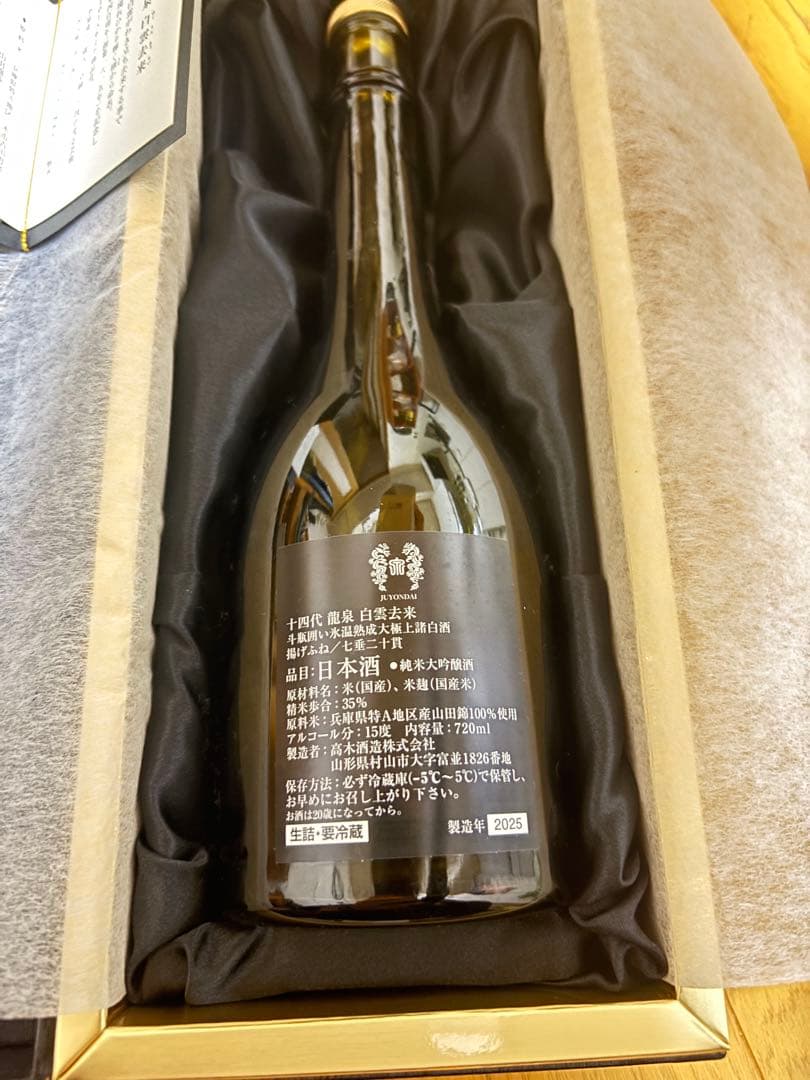 白雲去来
JUYONDAI
十四代 龍泉 白雲去来
斗瓶囲い氷温熟成大極上諸白酒
揚げふね／七垂二十貫
品目：日本酒 ●純米大吟醸酒
原材料名：米（国産）、米麹（国産米）
精米歩合：35％
原料米：兵庫県特A地区産山田錦100％使用
アルコール分：15度 内容量：720ml
製造者：高木酒造株式会社
山形県村山市大字富並1826番地
保存方法：必ず冷蔵庫(−5℃～5℃)で保管し、
お早めにお召し上がり下さい。
お酒は20歳になってから。
生詰・要冷蔵 製造年 2025